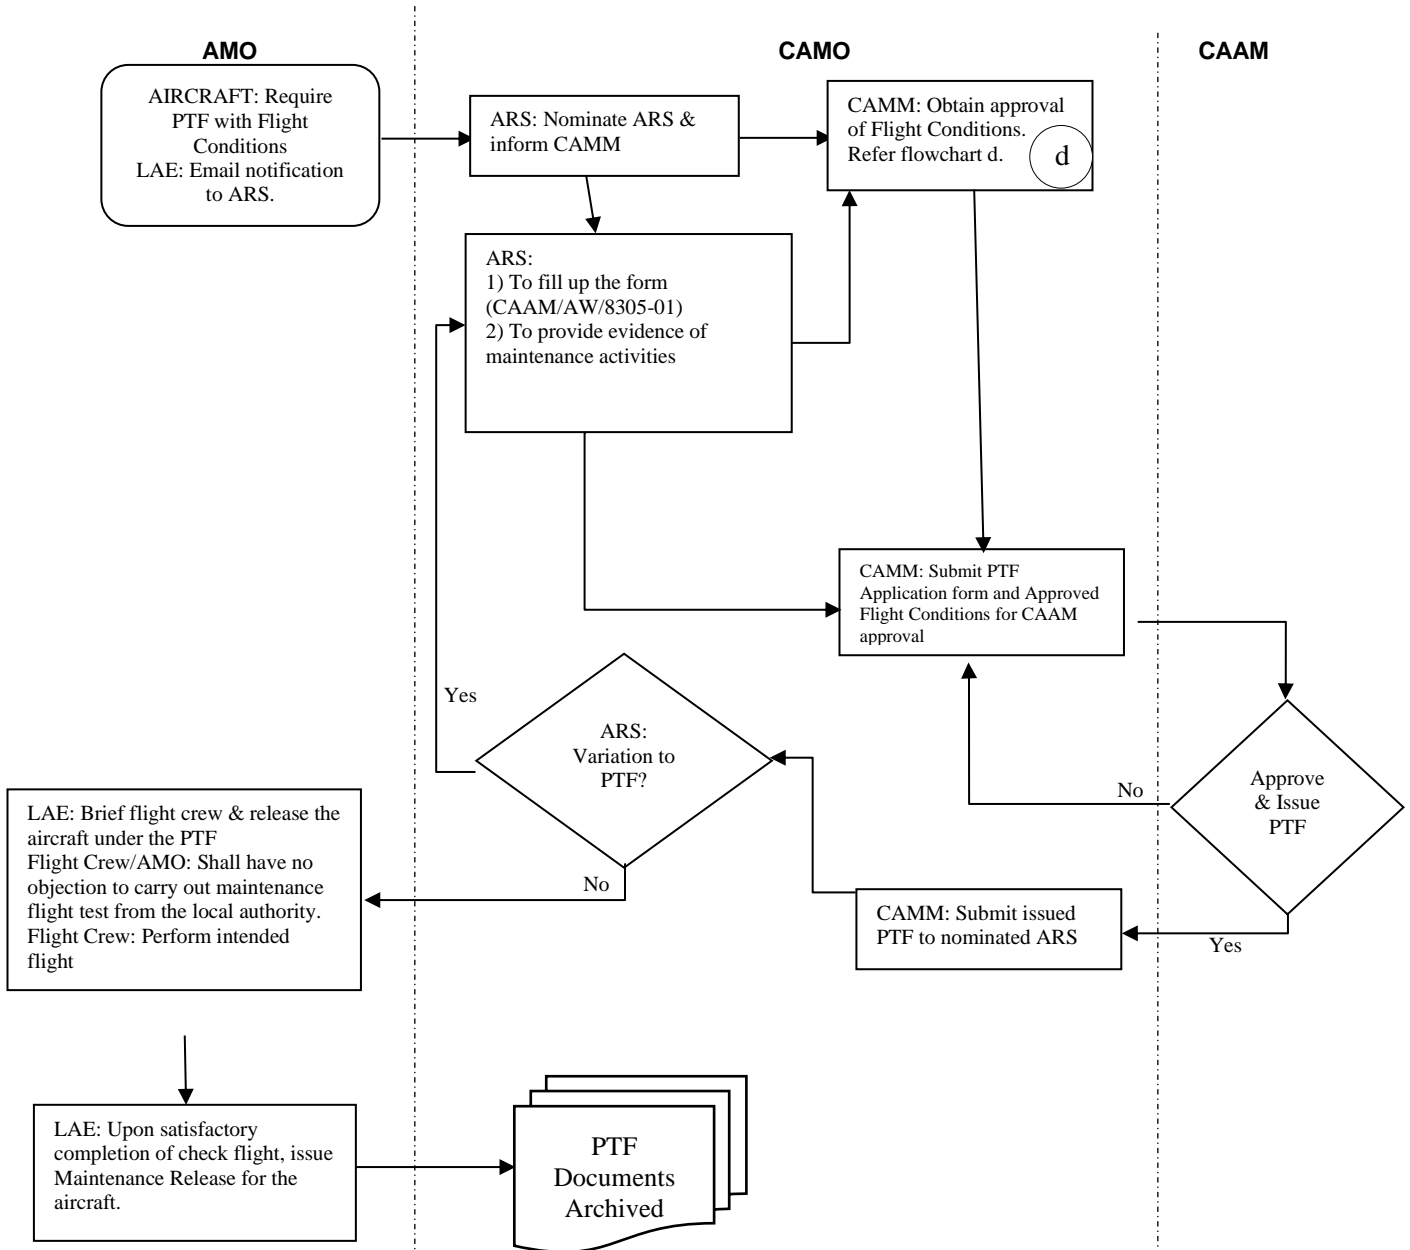 AMO
CAMO
CAAM
AIRCRAFT: Require
PTF with Flight
Conditions
LAE: Email notification
to ARS.
ARS: Nominate ARS &
inform CAMM
CAMM: Obtain approval
of Flight Conditions.
Refer flowchart d.
d
ARS:
1) To fill up the form
(CAAM/AW/8305-01)
2) To provide evidence of
maintenance activities
CAMM: Submit PTF
Application form and Approved
Flight Conditions for CAAM
approval
Yes
ARS:
Variation to
PTF?
No
Approve
& Issue
PTF
No
Yes
LAE: Brief flight crew & release the
aircraft under the PTF
Flight Crew/AMO: Shall have no
objection to carry out maintenance
flight test from the local authority.
Flight Crew: Perform intended
flight
CAMM: Submit issued
PTF to nominated ARS
LAE: Upon satisfactory
completion of check flight, issue
Maintenance Release for the
aircraft.
PTF
Documents
Archived